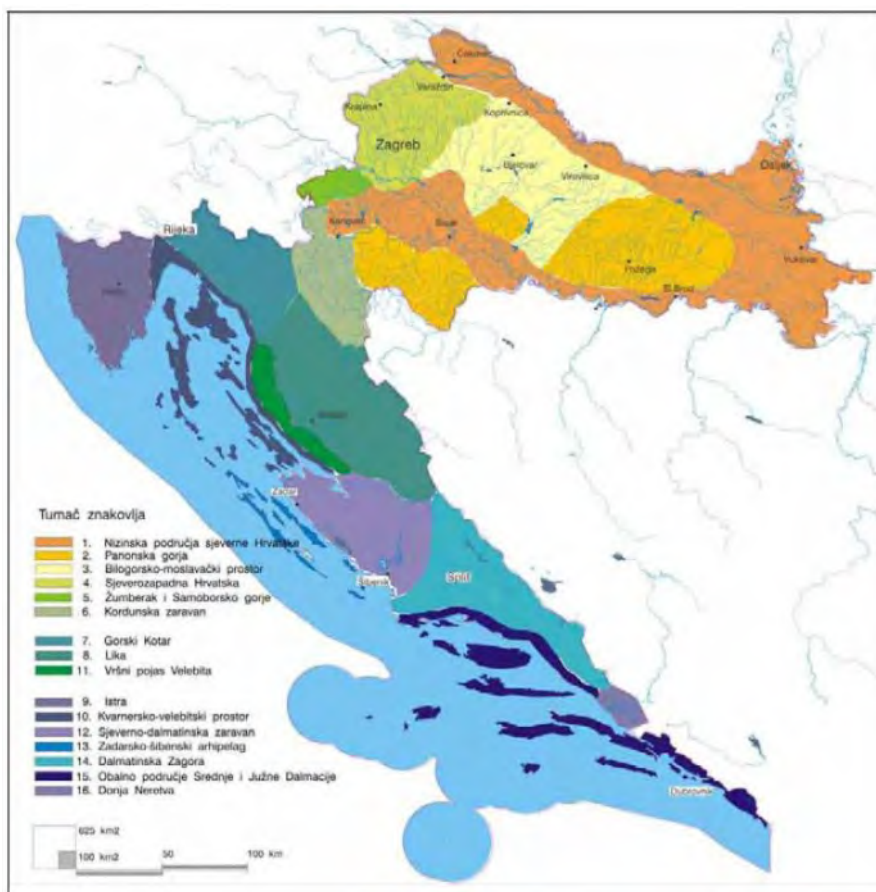 Čakovec
Varaždin
Krapina
Koprivnica
Zagreb
Bjelovar
Virovitica
Osijek
Karlovac
Sisak
Požega
Sl.Brod
Vukovar
Rijeka
Zadar
Šibenik
Split
Dubrovnik
Tumač znakovlja
1. Nizinska područja sjeverne Hrvatske
2. Panonska gorja
3. Bilogorsko-moslavački prostor
4. Sjeverozapadna Hrvatska
5. Žumberak i Samoborsko gorje
6. Kordunska zaravan
7. Gorski Kotar
8. Lika
11. Vršni pojas Velebita
9. Istra
10. Kvarnersko-velebitski prostor
12. Sjeverno-dalmatinska zaravan
13. Zadarsko-šibenski arhipelag
14. Dalmatinska Zagora
15. Obalno područje Srednje i Južne Dalmacije
16. Donja Neretva
625 km2
100 km2
50
100 km